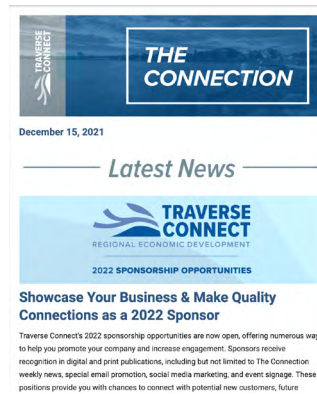 TRAVERSE
CONNECT
THE
CONNECTION
December 15, 2021
Latest News
TRAVERSE
CONNECT
REGIONAL ECONOMIC DEVELOPMENT
2022 SPONSORSHIP OPPORTUNITIES
Showcase Your Business & Make Quality
Connections as a 2022 Sponsor
Traverse Connect's 2022 sponsorship opportunities are now open, offering numerous way
to help you promote your company and increase engagement. Sponsors receive
recognition in digital and print publications, including but not limited to The Connection
weekly news, special email promotion, social media marketing, and event signage. These
positions provide you with chances to connect with potential new customers, future